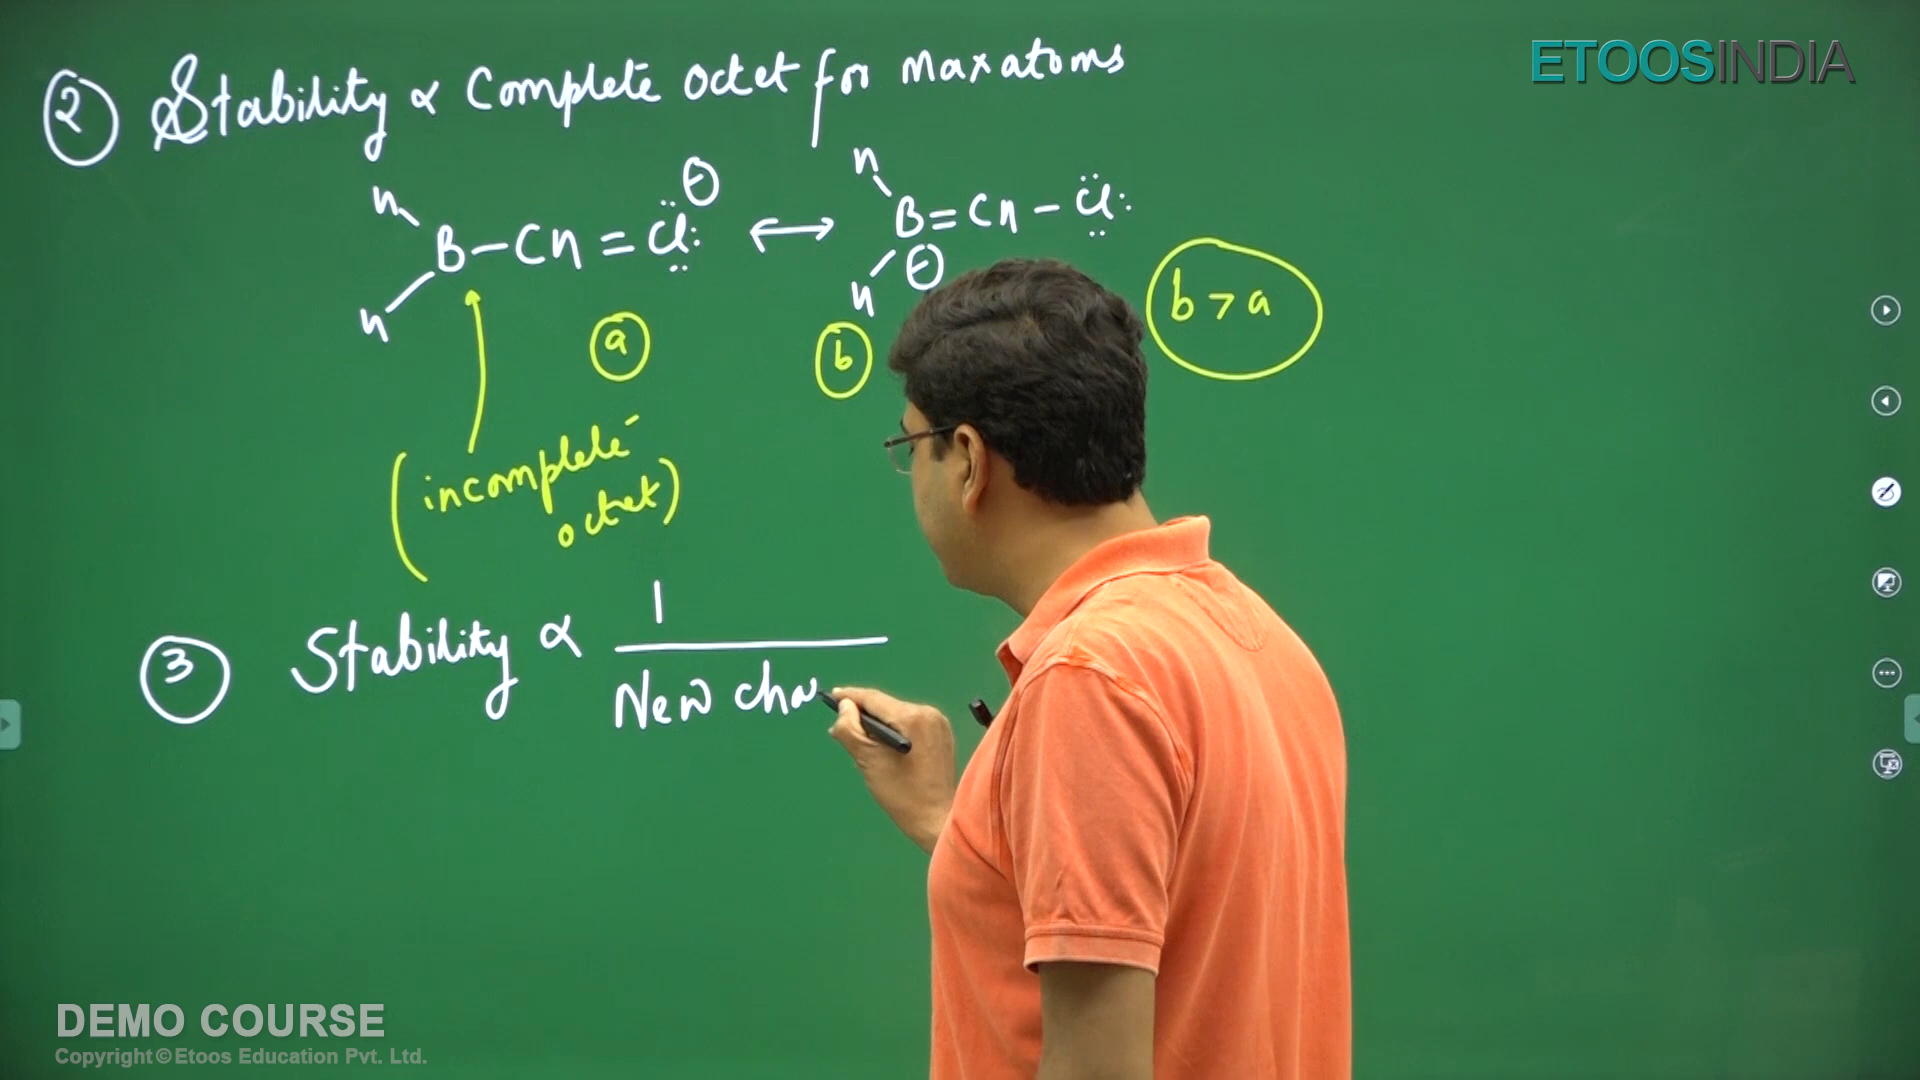 ETOOSINDIA
② Stability ∝ Complete octet for max atoms
H H
B – CH = Cl: ⊖ ↔ B = CH – Cl:
H H ⊖
a b b > a
(incomplete
octet)
③ Stability ∝ 1
New cha
DEMO COURSE
Copyright © Etoos Education Pvt. Ltd.